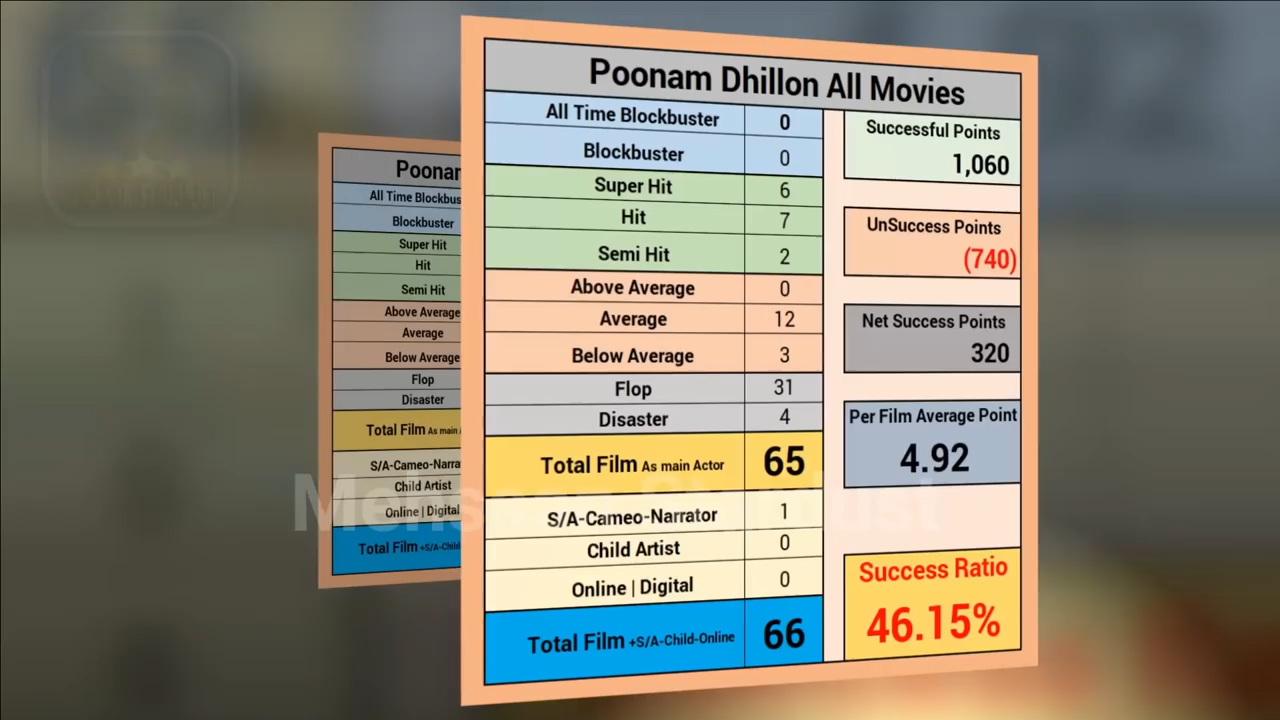 Poonam Dhillon All Movies
All Time Blockbuster 0
Blockbuster 0
Super Hit 6
Hit 7
Semi Hit 2
Above Average 0
Average 12
Below Average 3
Flop 31
Disaster 4
Total Film As main Actor 65
S/A-Cameo-Narrator 1
Child Artist 0
Online | Digital 0
Total Film +S/A-Child-Online 66
Successful Points
1,060
UnSuccess Points
(740)
Net Success Points
320
Per Film Average Point
4.92
Success Ratio
46.15%
Poonam
All Time Blockbus
Blockbuster
Super Hit
Hit
Semi Hit
Above Average
Average
Below Average
Flop
Disaster
Total Film As main
S/A-Cameo-Narra
Child Artist
Online | Digital
Total Film +S/A-Child